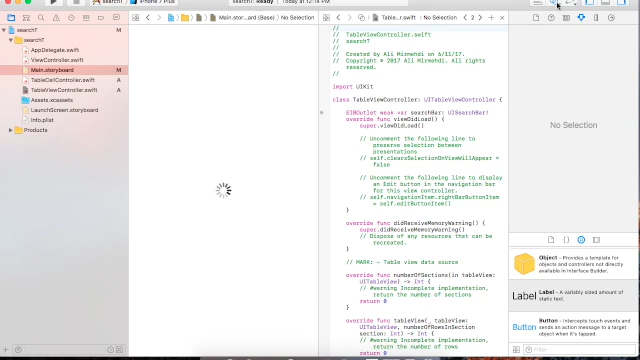 searchT
iPhone 7 Plus
searchT: Ready
Today at 12:14 PM
searchT
M
searchT
AppDelegate.swift
ViewController.swift
Main.storyboard
M
TableCellController.swift
A
TableViewController.swift
A
Assets.xcassets
LaunchScreen.storyboard
Info.plist
Products
Main.stor...ard (Base)
No Selection
Table...r.swift
No Selection
2
//
// TableViewController.swift
// searchT
//
// Created by Ali Mirmehdi on 6/11/17.
// Copyright © 2017 Ali Mirmehdi. All rights
reserved.
//
import UIKit
class TableViewController: UITableViewController {
@IBOutlet weak var searchBar: UISearchBar!
override func viewDidLoad() {
super.viewDidLoad()
// Uncomment the following line to
preserve selection between
presentations
// self.clearsSelectionOnViewWillAppear =
false
// Uncomment the following line to display
an Edit button in the navigation bar
for this view controller.
// self.navigationItem.rightBarButtonItem
= self.editButtonItem()
}
override func didReceiveMemoryWarning() {
super.didReceiveMemoryWarning()
// Dispose of any resources that can be
recreated.
}
// MARK: - Table view data source
override func numberOfSections(in tableView:
UITableView) -> Int {
// #warning Incomplete implementation,
return the number of sections
return 0
}
override func tableView(_ tableView:
UITableView, numberOfRowsInSection
section: Int) -> Int {
// #warning Incomplete implementation,
return the number of rows
return 0
No Selection
Object - Provides a template for
objects and controllers not directly
available in Interface Builder.
Label
Label - A variably sized amount of
static text.
Button
Button - Intercepts touch events and
sends an action message to a target
object when it's tapped.
Filter